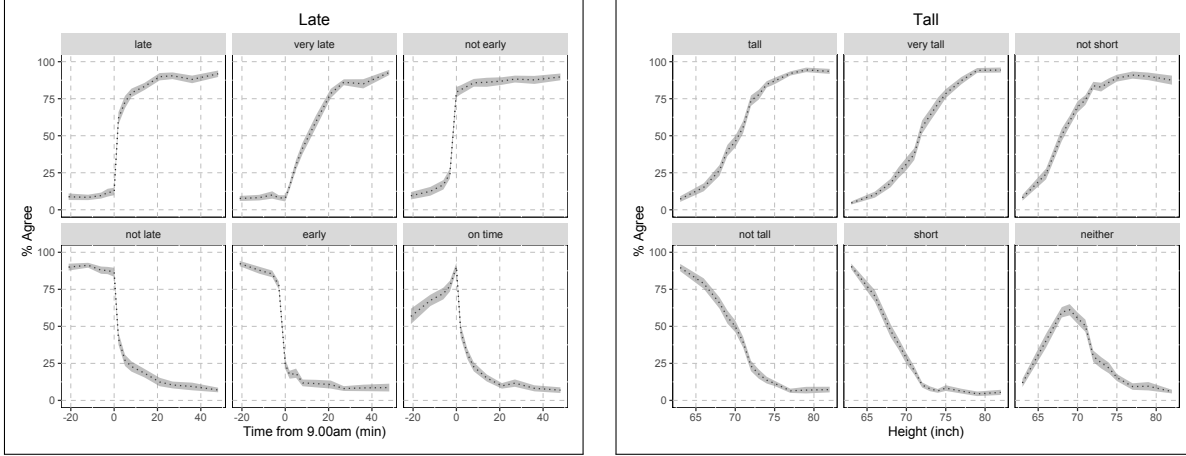 Late
late very late not early
100
75
50
25
0
not late early on time
100
75
50
25
0
% Agree
-20 0 20 40 -20 0 20 40 -20 0 20 40
Time from 9.00am (min)
Tall
tall very tall not short
100
75
50
25
0
not tall short neither
100
75
50
25
0
% Agree
65 70 75 80 65 70 75 80 65 70 75 80
Height (inch)